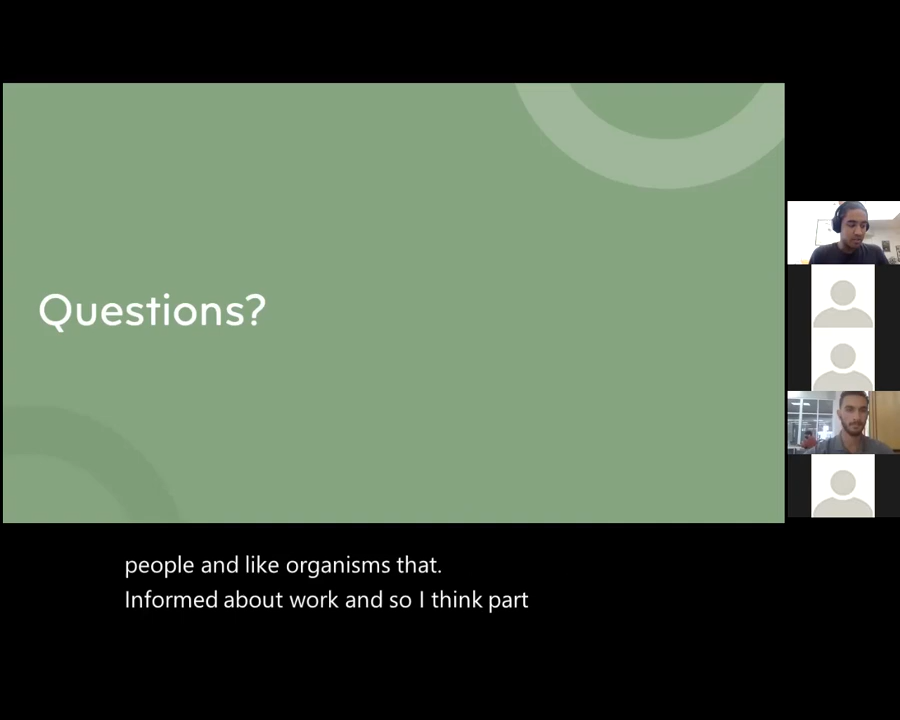 Questions?
people and like organisms that.
Informed about work and so I think part